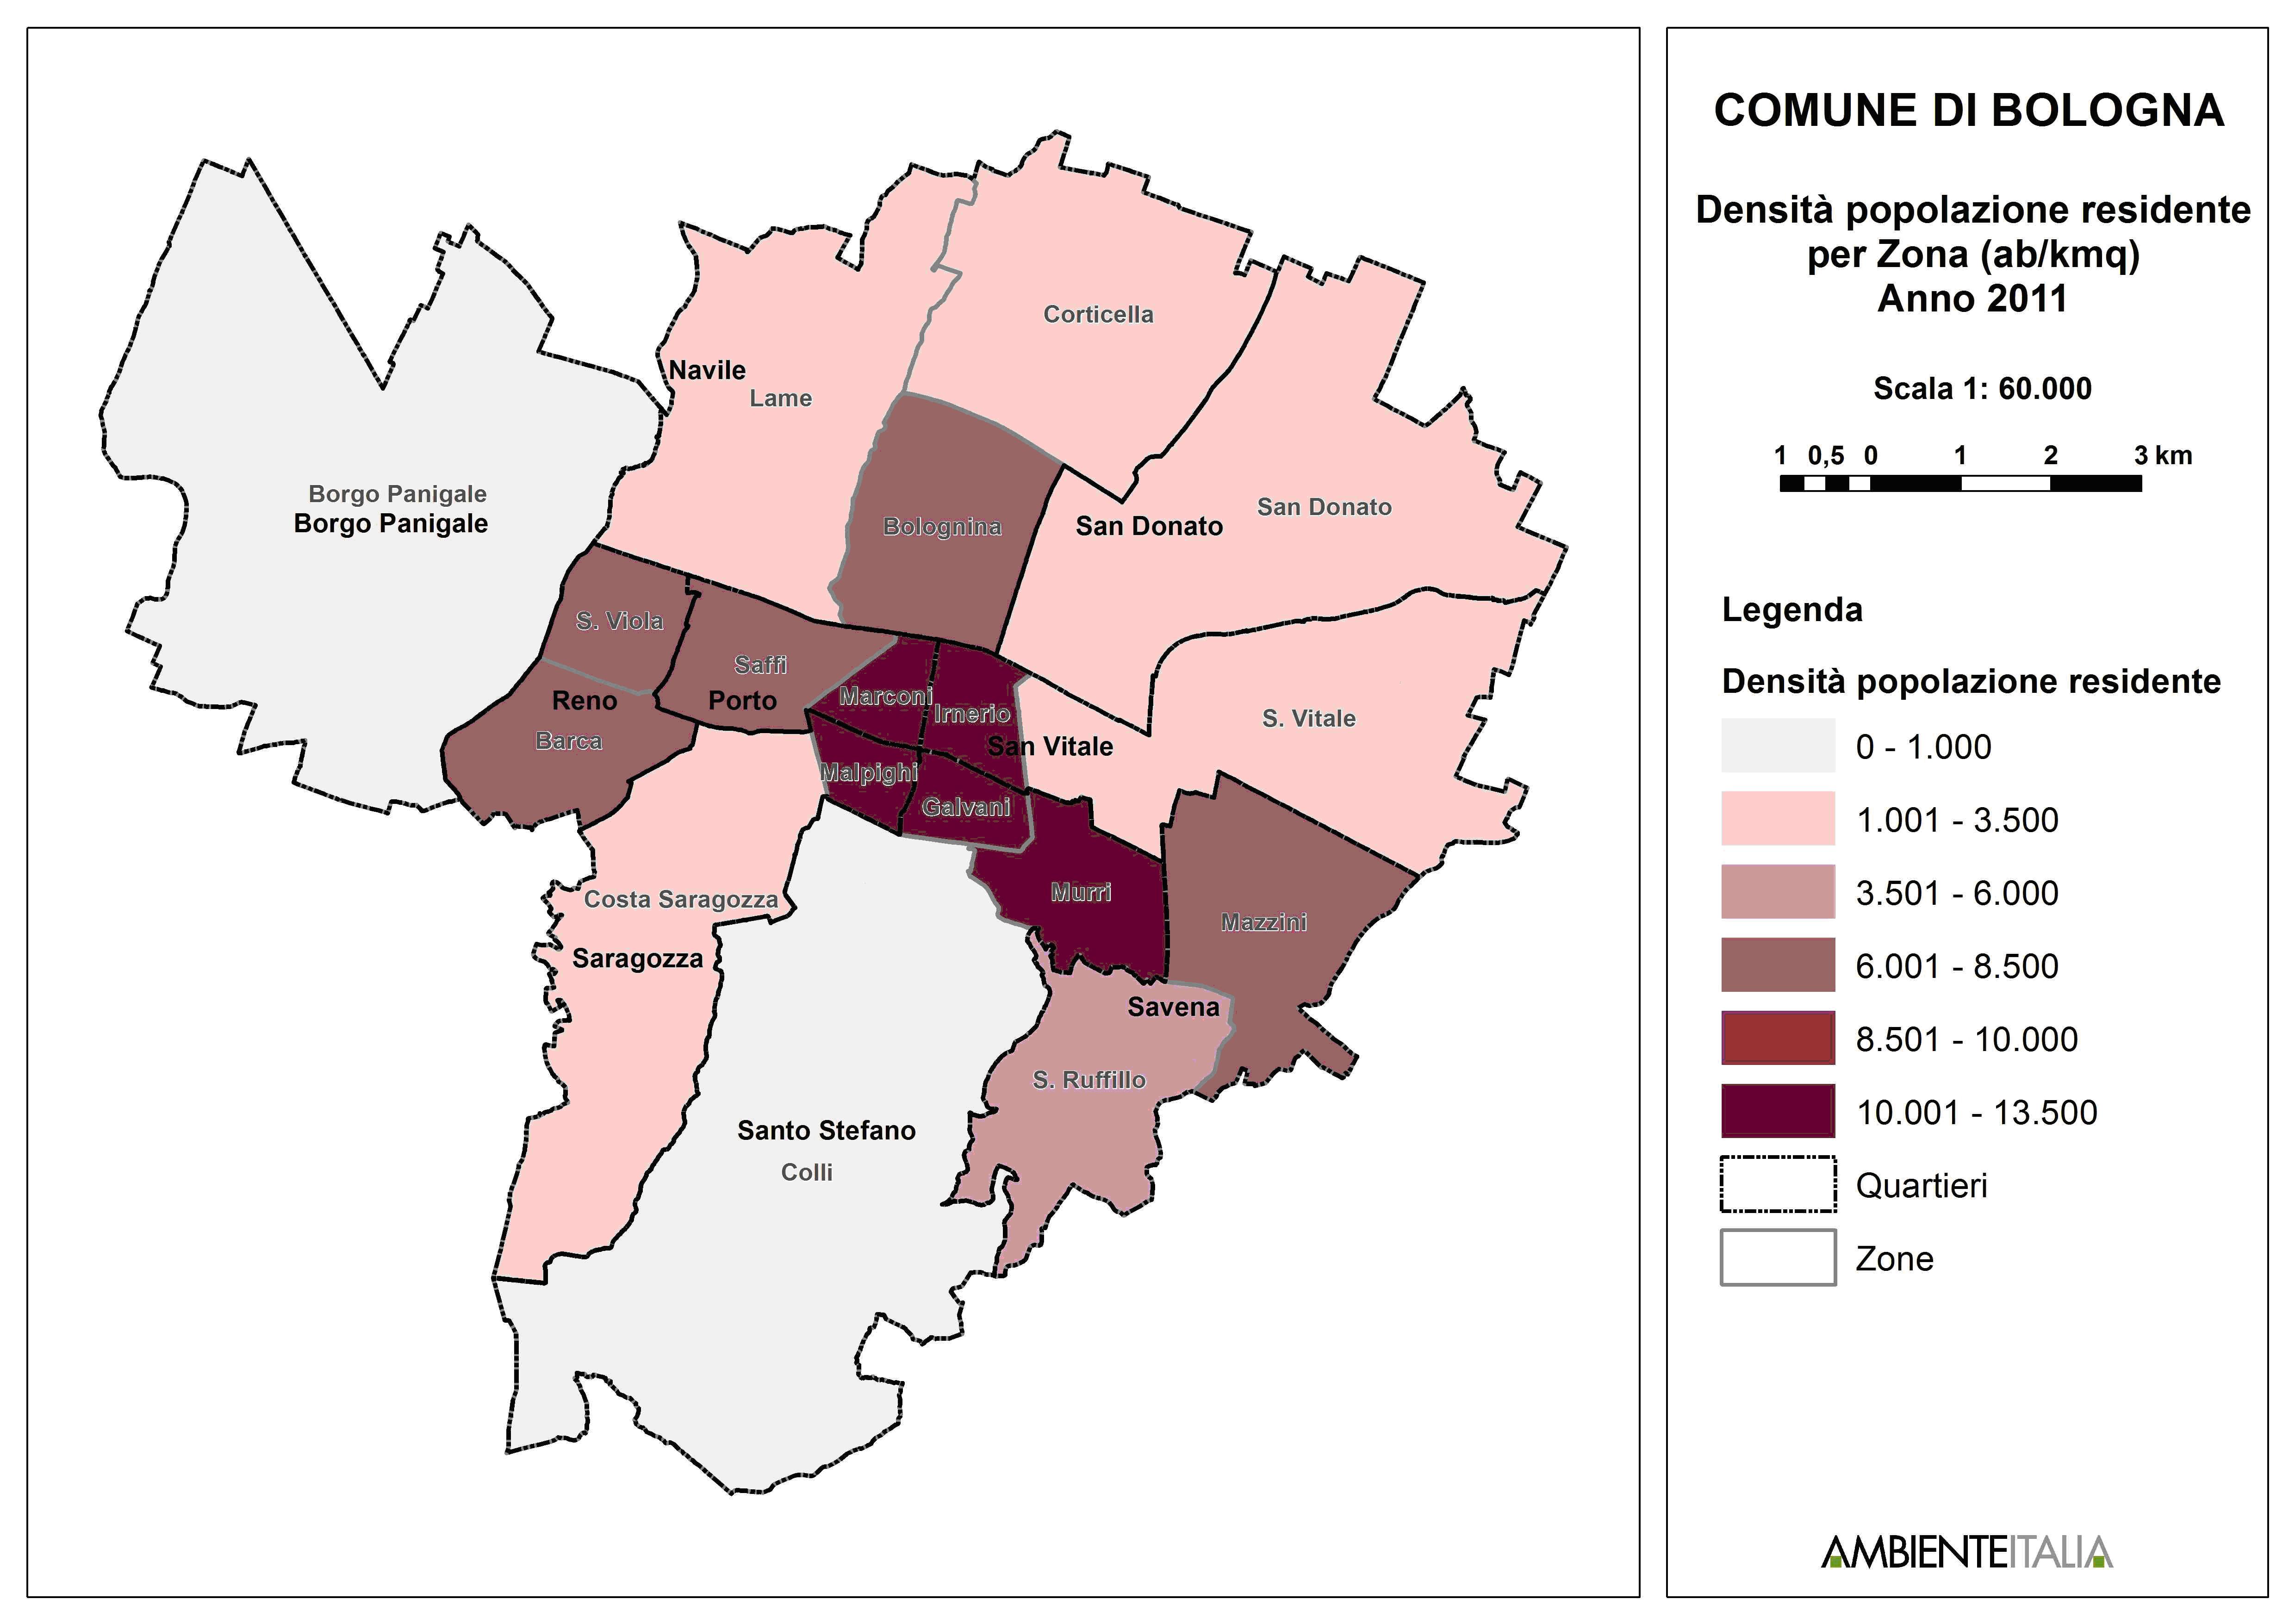 COMUNE DI BOLOGNA
Densità popolazione residente
per Zona (ab/kmq)
Anno 2011
Scala 1: 60.000
1 0,5 0 1 2 3 km
Legenda
Densità popolazione residente
0 - 1.000
1.001 - 3.500
3.501 - 6.000
6.001 - 8.500
8.501 - 10.000
10.001 - 13.500
Quartieri
Zone
AMBIENTEITALIA
Corticella
Navile
Lame
Borgo Panigale
Borgo Panigale
Bolognina
San Donato
San Donato
S. Viola
Saffi
Reno
Porto
Barca
Marconi
Irnerio
S. Vitale
San Vitale
Malpighi
Galvani
Costa Saragozza
Murri
Mazzini
Saragozza
Savena
S. Ruffillo
Santo Stefano
Colli